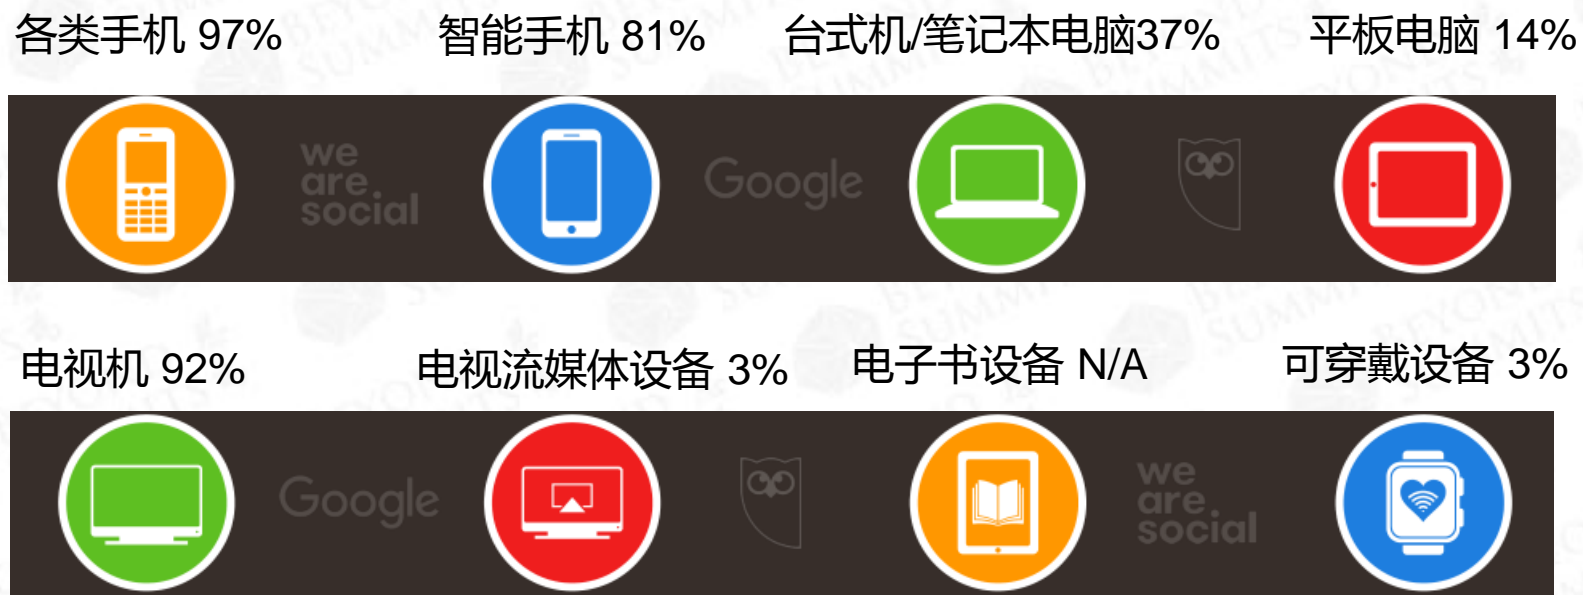 各类手机 97%
智能手机 81%
台式机/笔记本电脑37%
平板电脑 14%
we
are
social
Google
电视机 92%
电视流媒体设备 3%
电子书设备 N/A
可穿戴设备 3%
Google
we
are
social